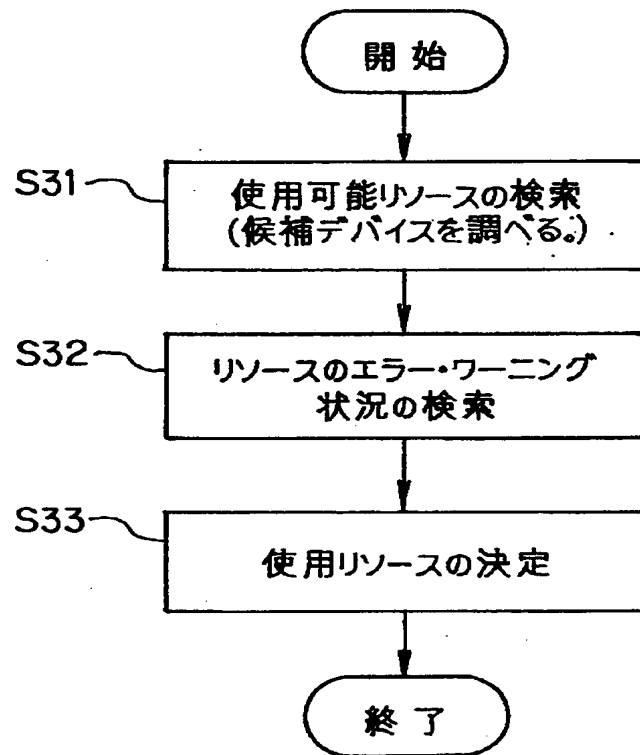 開始
S31
使用可能リソースの検索
(候補デバイスを調べる。)
S32
リソースのエラー・ワーニング
状況の検索
S33
使用リソースの決定
終了